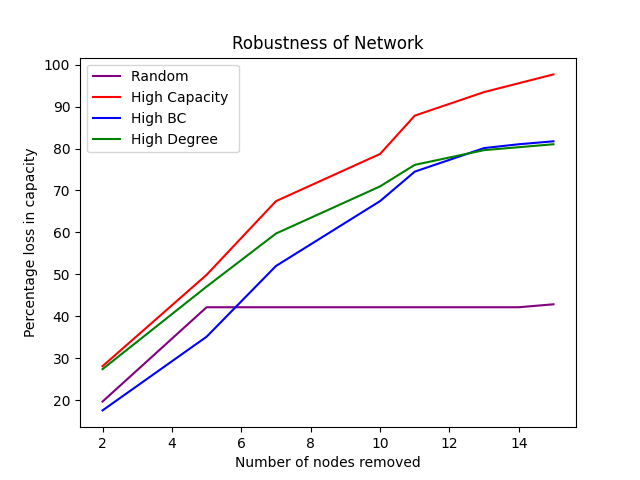 Robustness of Network
Random
High Capacity
High BC
High Degree
100
90
80
70
60
50
40
30
20
Percentage loss in capacity
2 4 6 8 10 12 14
Number of nodes removed